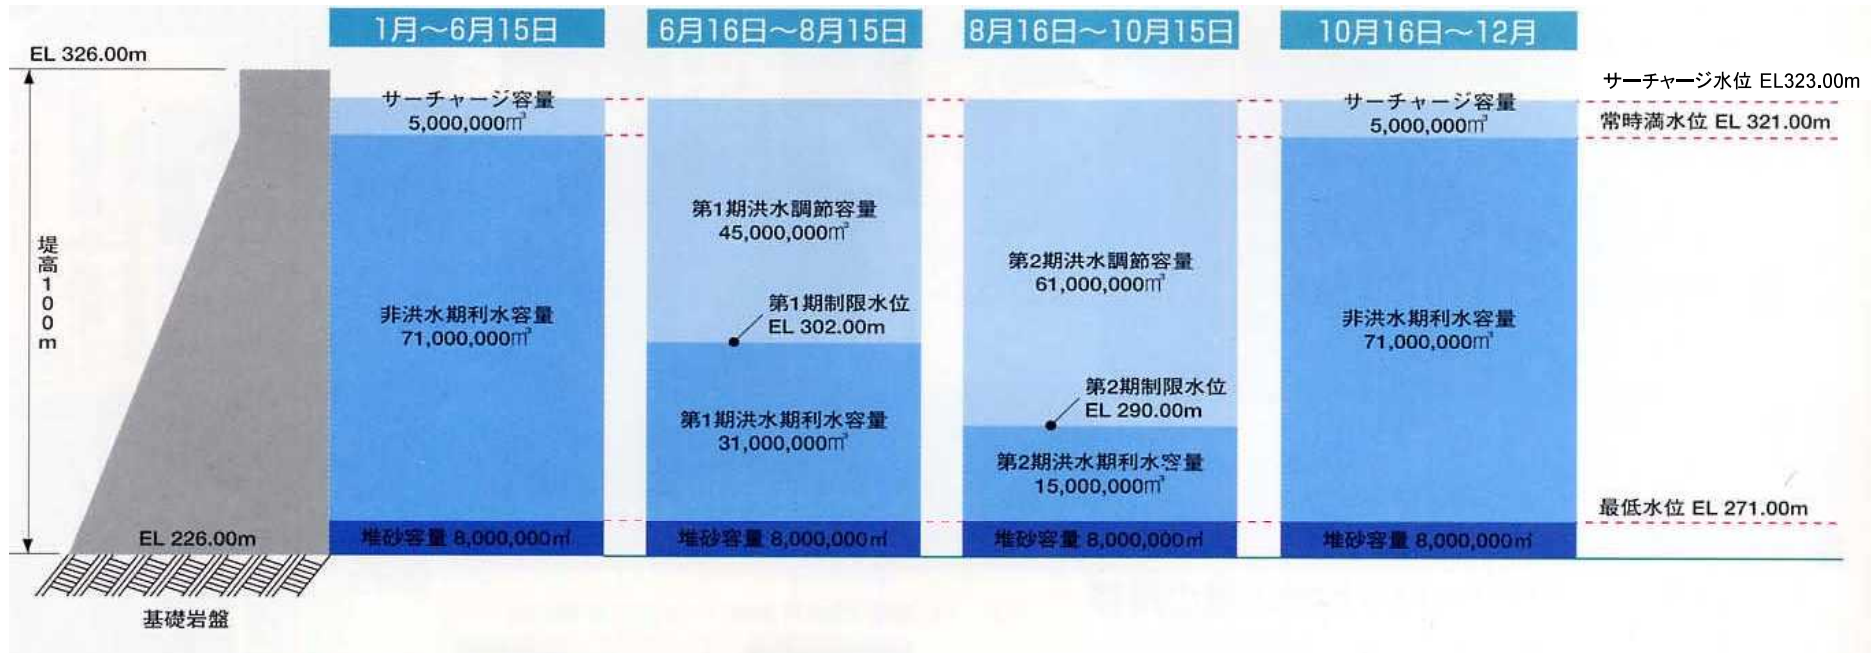 1月～6月15日
6月16日～8月15日
8月16日～10月15日
10月16日～12月
EL 326.00m
サーチャージ水位 EL323.00m
サーチャージ容量
5,000,000m³
サーチャージ容量
5,000,000m³
常時満水位 EL 321.00m
第1期洪水調節容量
45,000,000m³
第2期洪水調節容量
61,000,000m³
堤高100m
非洪水期利水容量
71,000,000m³
第1期制限水位
EL 302.00m
非洪水期利水容量
71,000,000m³
第2期制限水位
EL 290.00m
第1期洪水期利水容量
31,000,000m³
第2期洪水期利水容量
15,000,000m³
最低水位 EL 271.00m
EL 226.00m
堆砂容量 8,000,000㎥
堆砂容量 8,000,000㎥
堆砂容量 8,000,000㎥
堆砂容量 8,000,000㎥
基礎岩盤